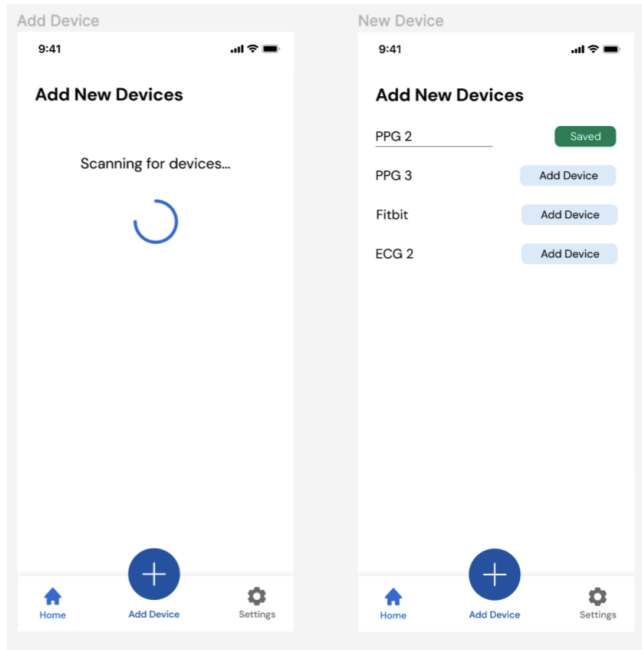 Add Device
9:41
Add New Devices
Scanning for devices...
Home
Add Device
Settings
New Device
9:41
Add New Devices
PPG 2
Saved
PPG 3
Add Device
Fitbit
Add Device
ECG 2
Add Device
Home
Add Device
Settings